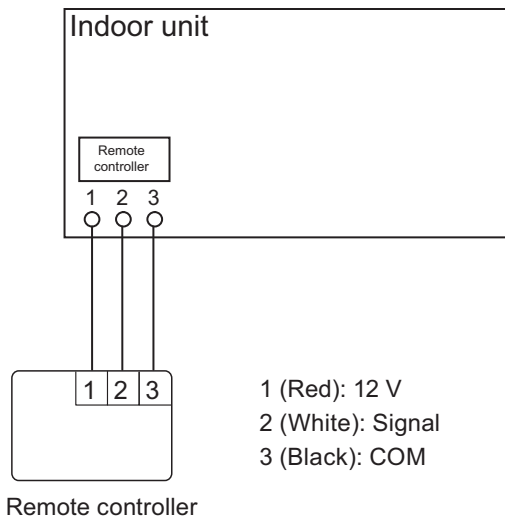 Indoor unit
Remote
controller
1 2 3
1 2 3
1 (Red): 12 V
2 (White): Signal
3 (Black): COM
Remote controller